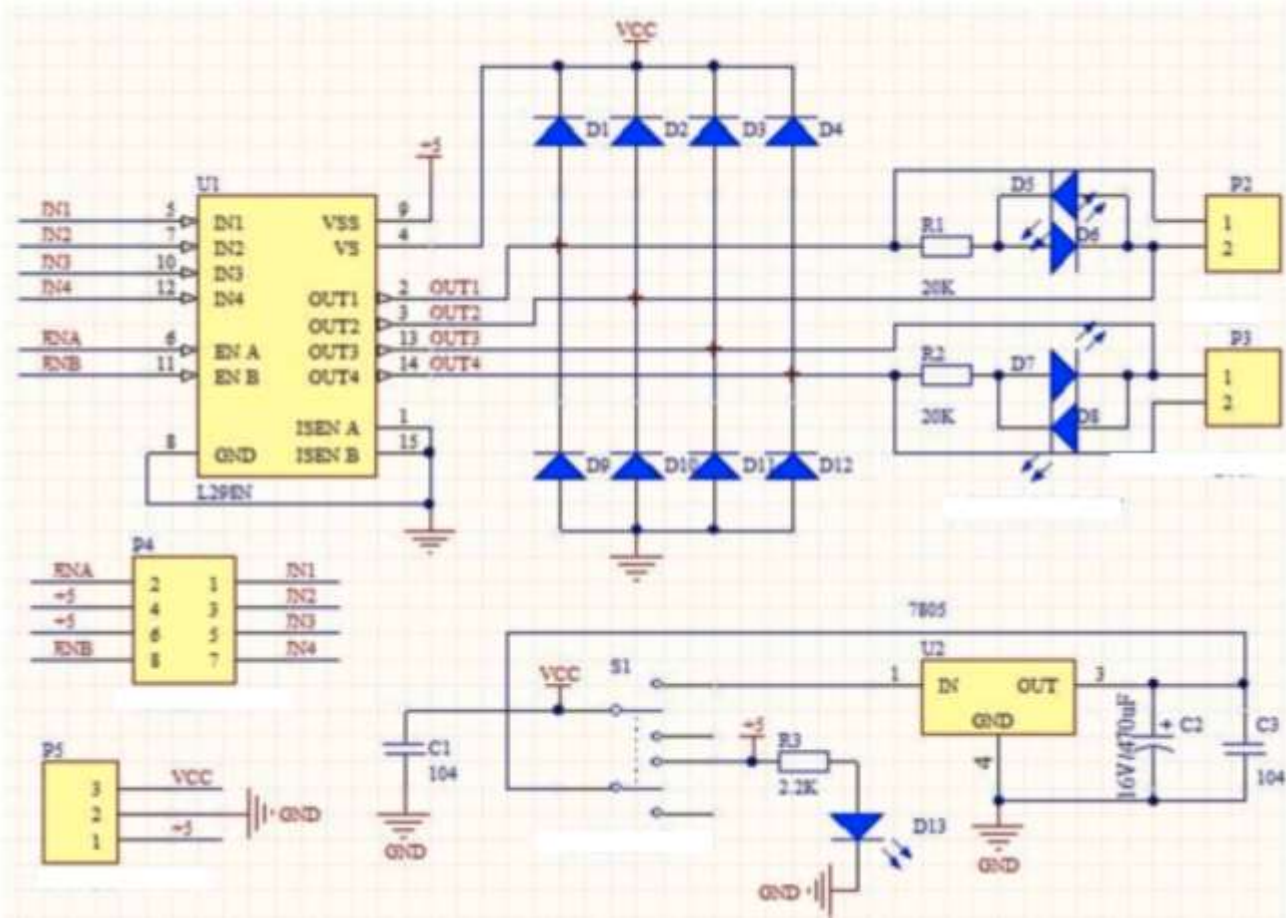 VCC
D1 D2 D3 D4
+5
U1
IN1 5 IN1 VSS 9
IN2 7 IN2 VS 4
IN3 10 IN3
IN4 12 IN4 OUT1 2 OUT1
OUT2 3 OUT2
ENA 6 EN A OUT3 13 OUT3
ENB 11 EN B OUT4 14 OUT4
ISEN A 1
8 GND ISEN B 15
L298N
D5 P2
R1 D6 1
20K 2
R2 D7 P3
20K D8 1
2
D9 D10 D11 D12
P4
ENA 2 1 IN1
+5 4 3 IN2
+5 6 5 IN3
ENB 8 7 IN4
7805
S1 U2
VCC 1 IN OUT 3
GND
C1
104
GND
+5 R3
2.2K
4
16V/470uF + C2 C3
104
GND
D13
GND
P5
3 VCC
2 GND
1 +5